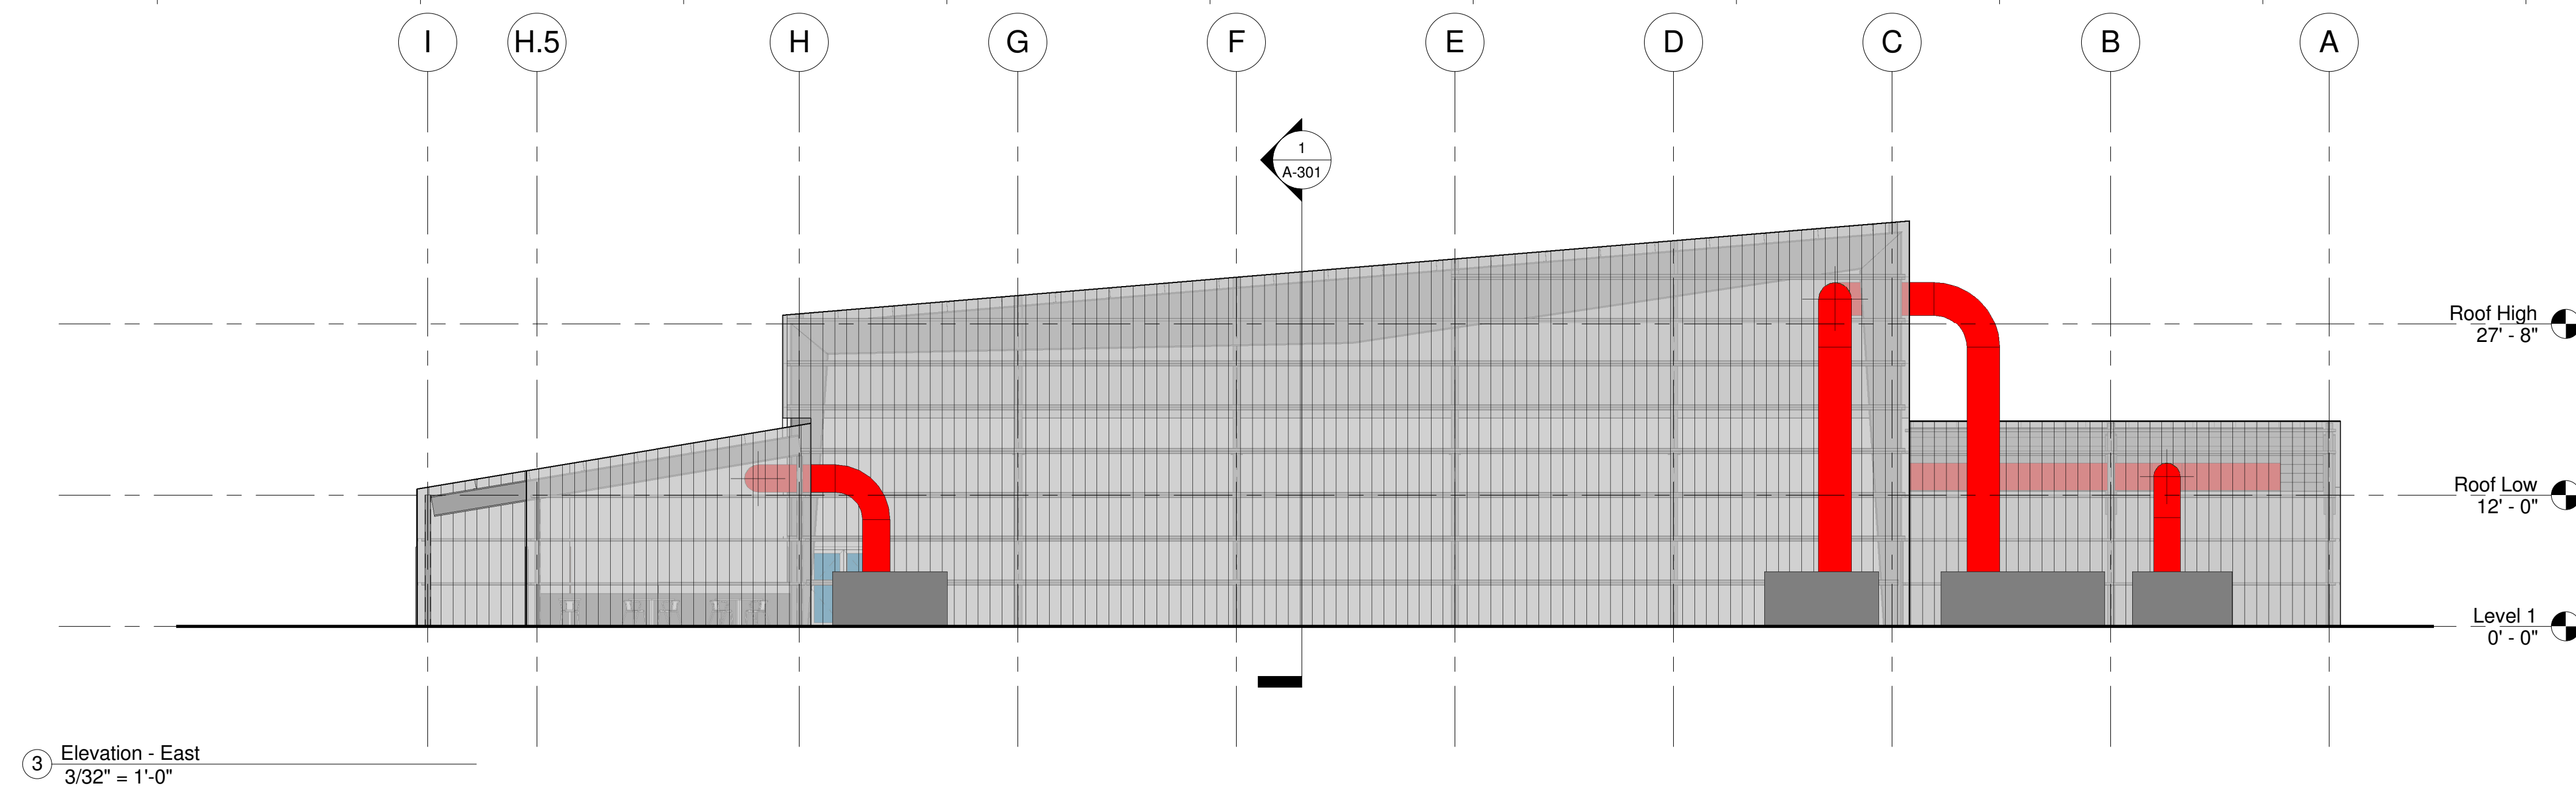 I
H.5
H
G
F
E
D
C
B
A
1
A-301
Roof High
27' - 8"
Roof Low
12' - 0"
Level 1
0' - 0"
3
Elevation - East
3/32" = 1'-0"